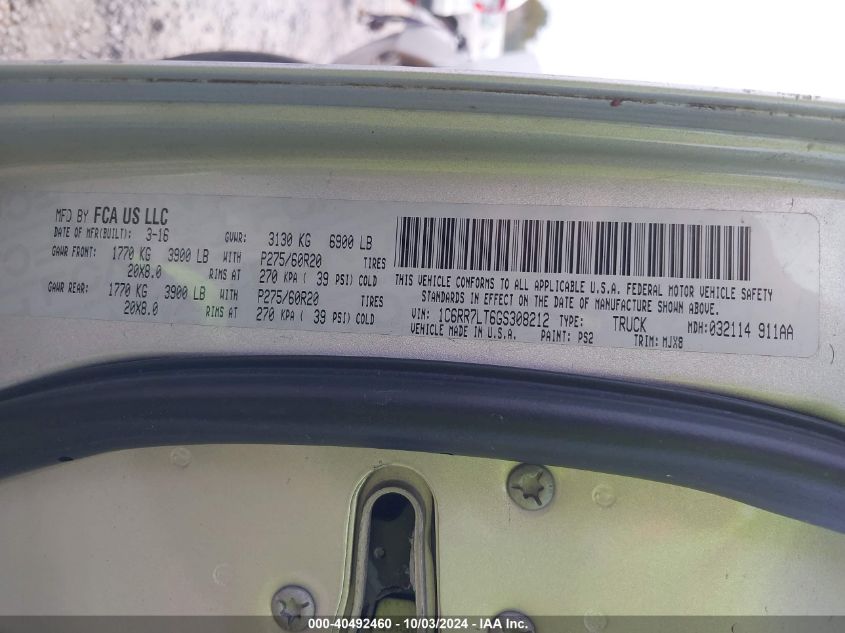 MFD BY FCA US LLC
DATE OF MFR(BUILT): 3-16 GVWR: 3130 KG 6900 LB
GAWR FRONT: 1770 KG 3900 LB WITH P275/60R20 TIRES
20X8.0 RIMS AT 270 KPA ( 39 PSI) COLD
GAWR REAR: 1770 KG 3900 LB WITH P275/60R20 TIRES
20X8.0 RIMS AT 270 KPA ( 39 PSI) COLD
THIS VEHICLE CONFORMS TO ALL APPLICABLE U.S.A. FEDERAL MOTOR VEHICLE SAFETY
STANDARDS IN EFFECT ON THE DATE OF MANUFACTURE SHOWN ABOVE.
VIN: 1C6RR7LT6GS308212 TYPE: TRUCK MDH:032114 911AA
VEHICLE MADE IN U.S.A. PAINT: PS2 TRIM: MJX8
000-40492460 - 10/03/2024 - IAA Inc.